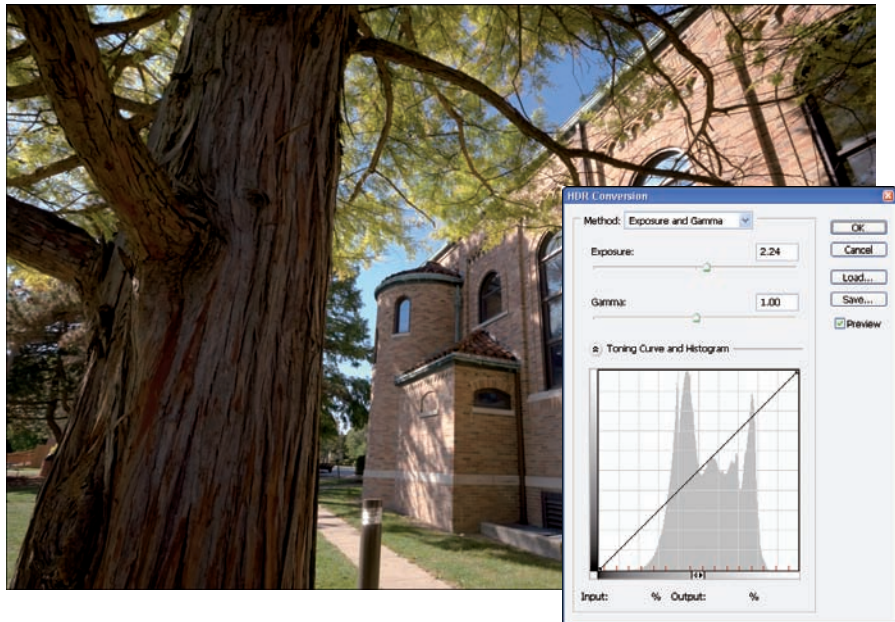 HDR Conversion
Method: Exposure and Gamma
OK
Exposure: 2.24
Cancel
Load...
Gamma: 1.00
Save...
Preview
Toning Curve and Histogram
Input: % Output: %